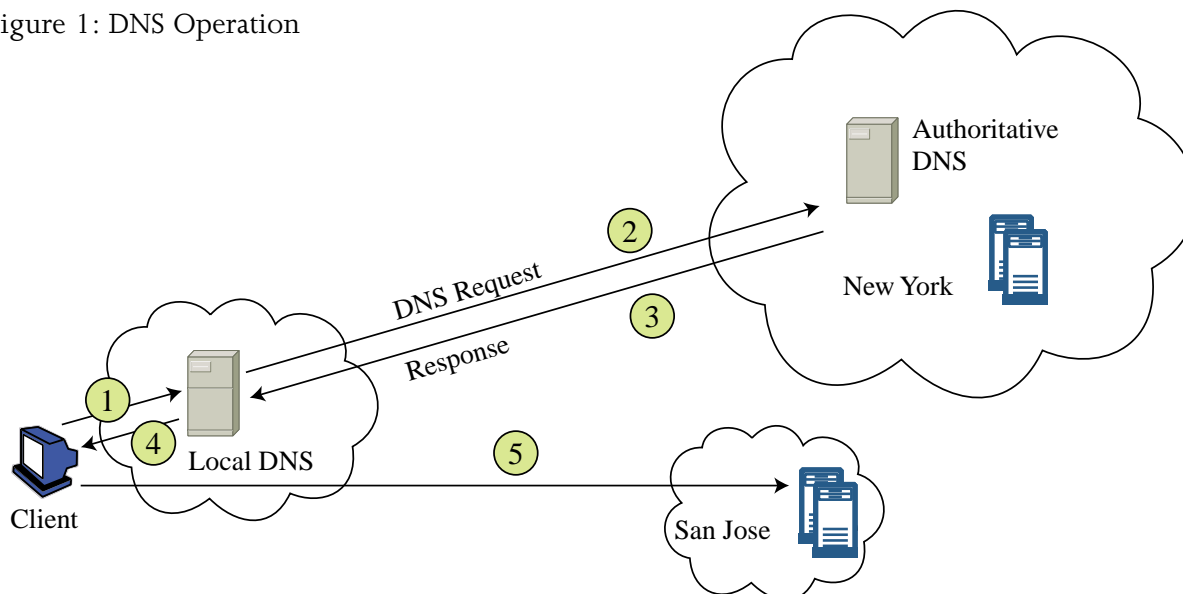 igure 1: DNS Operation
Authoritative
DNS
2
DNS Request
New York
3
Response
1
4
Local DNS
5
Client
San Jose